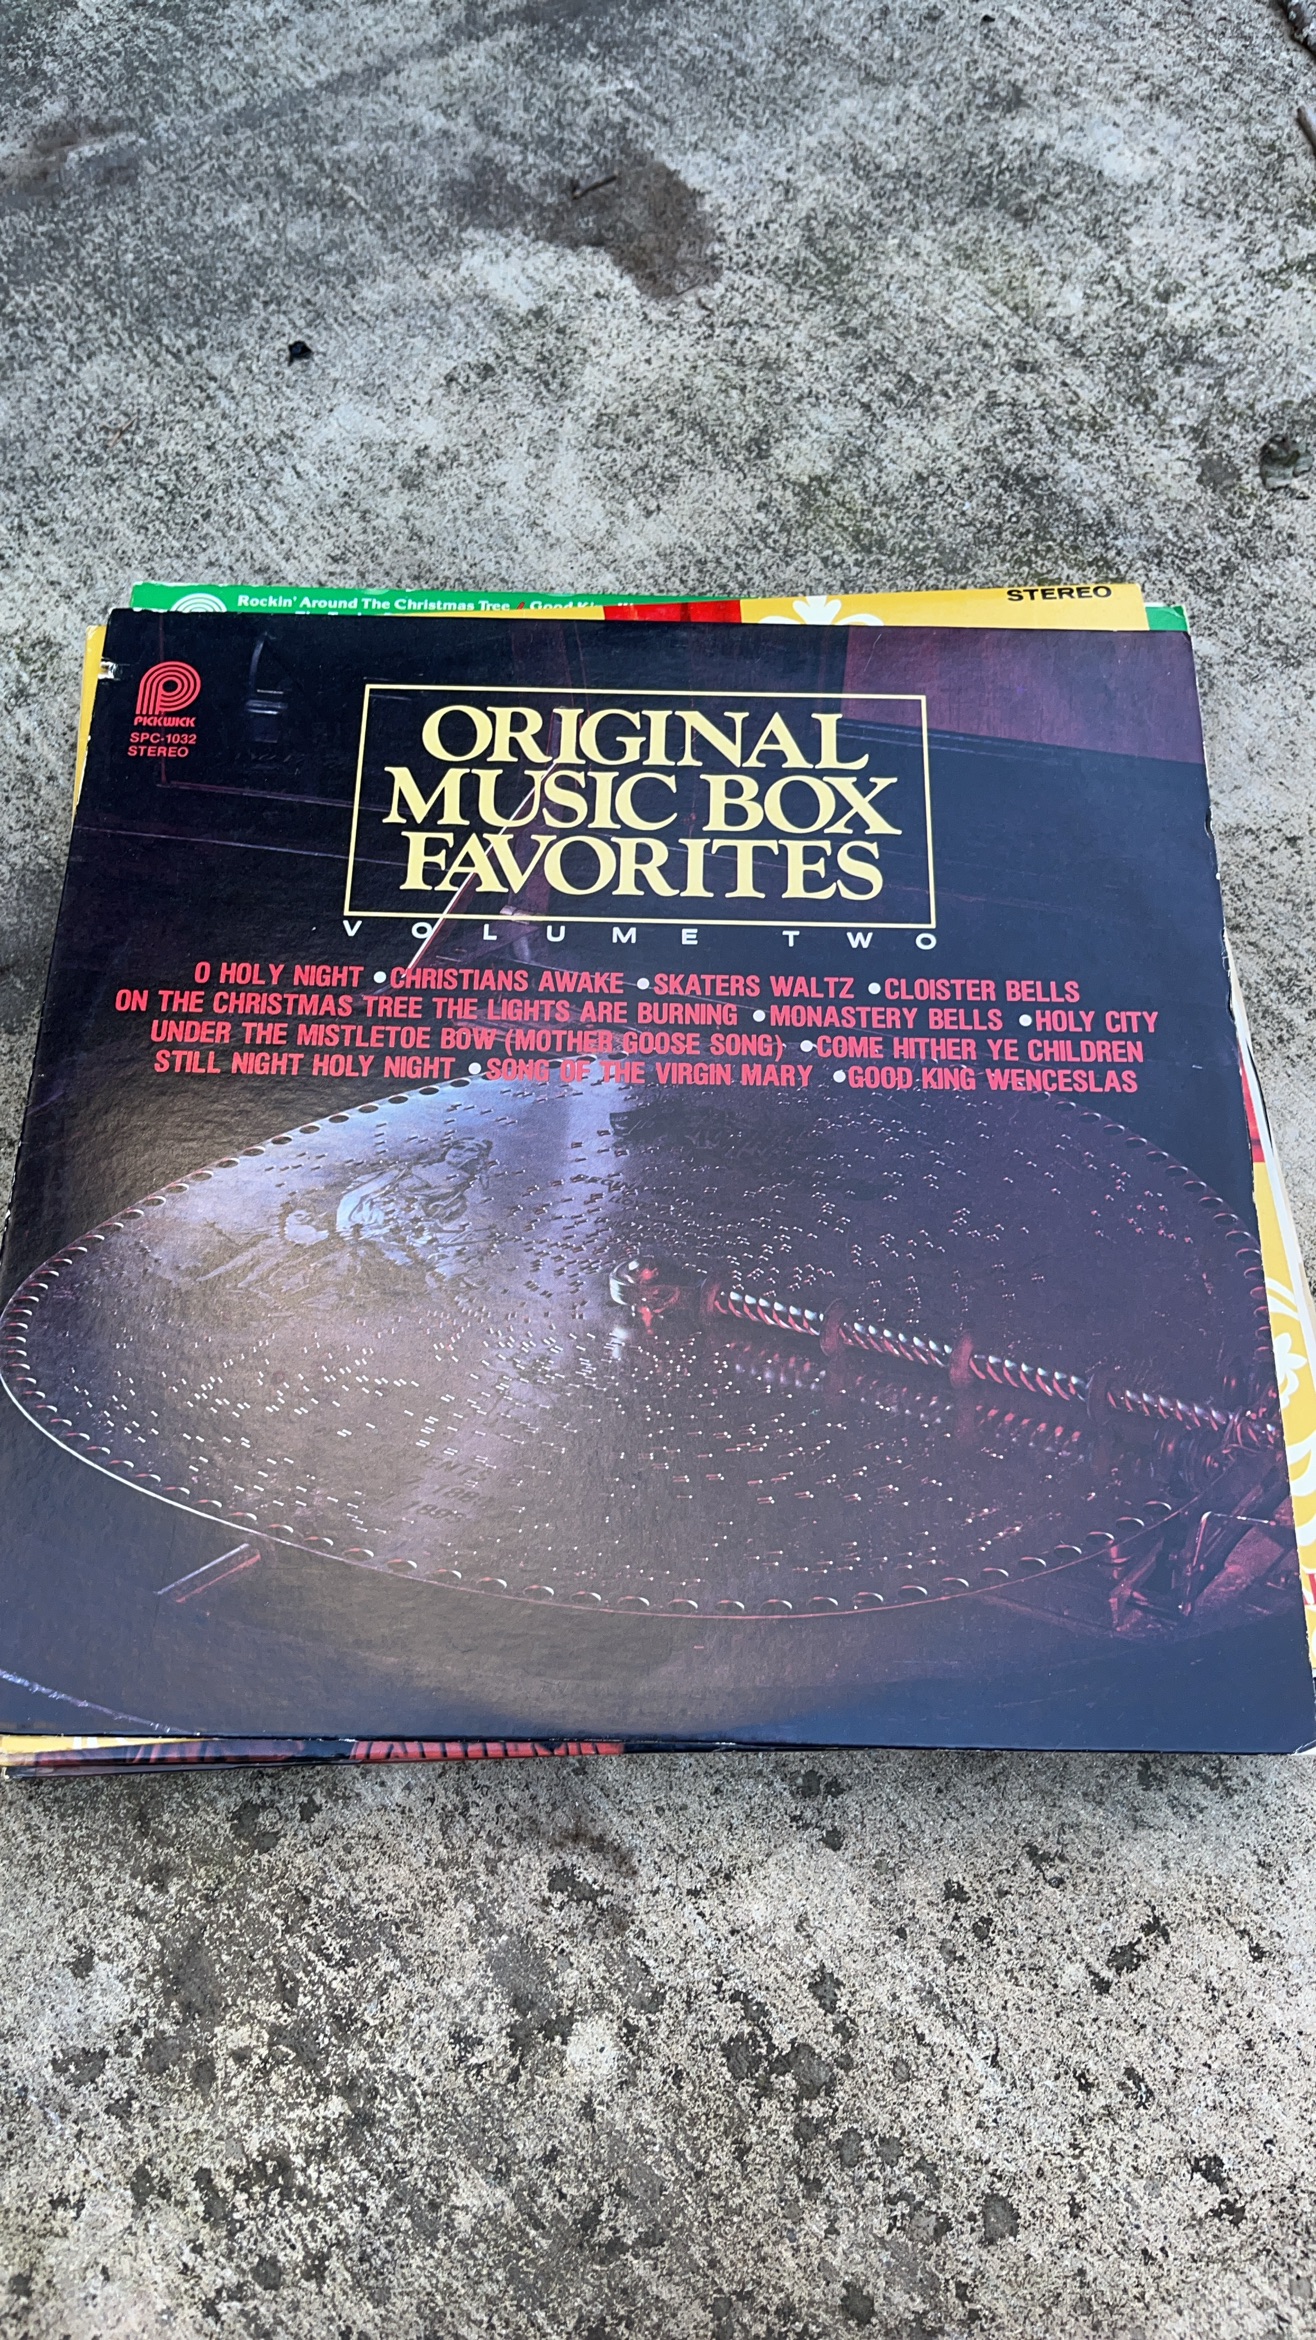 Rockin' Around The Christmas Tree
STEREO
PICKWICK
SPC-1032
STEREO
ORIGINAL
MUSIC BOX
FAVORITES
VOLUME TWO
O HOLY NIGHT • CHRISTIANS AWAKE • SKATERS WALTZ • CLOISTER BELLS
ON THE CHRISTMAS TREE THE LIGHTS ARE BURNING • MONASTERY BELLS • HOLY CITY
UNDER THE MISTLETOE BOW (MOTHER GOOSE SONG) • COME HITHER YE CHILDREN
STILL NIGHT HOLY NIGHT • SONG OF THE VIRGIN MARY • GOOD KING WENCESLAS